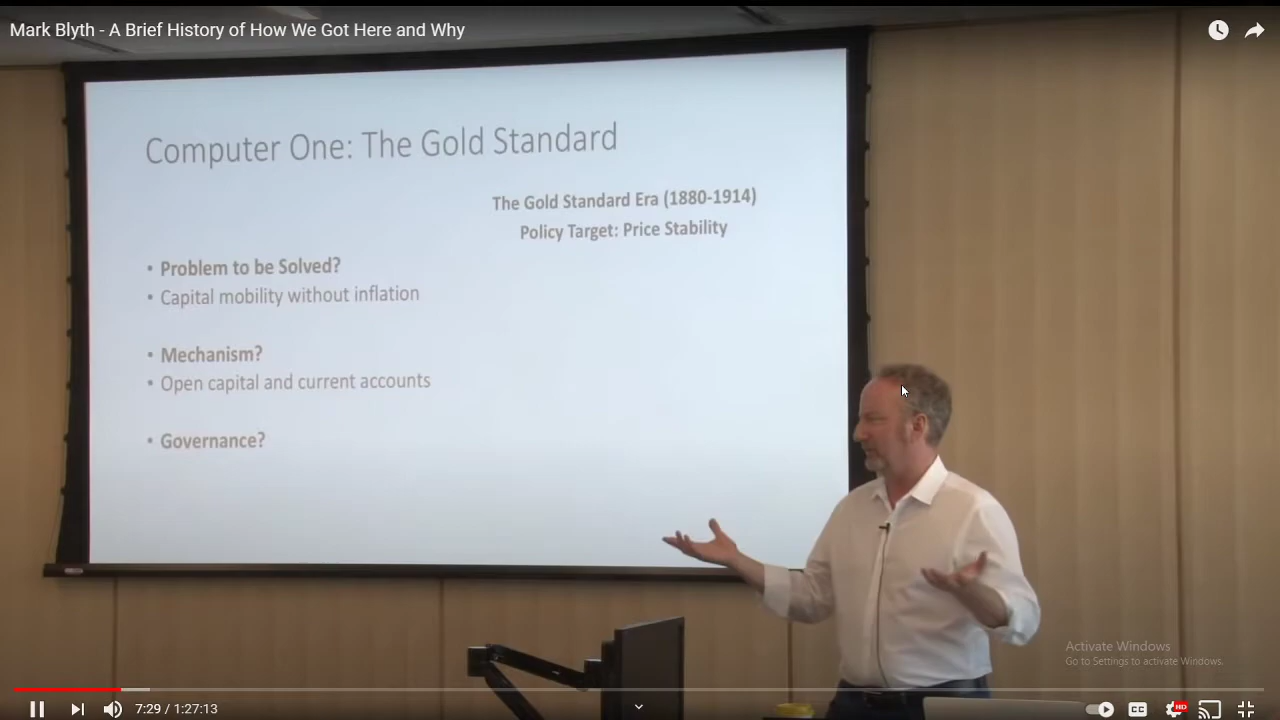 Mark Blyth - A Brief History of How We Got Here and Why
Computer One: The Gold Standard
The Gold Standard Era (1880-1914)
Policy Target: Price Stability
• Problem to be Solved?
• Capital mobility without inflation
• Mechanism?
• Open capital and current accounts
• Governance?
Activate Windows
Go to Settings to activate Windows.
7:29 / 1:27:13
CC
HD